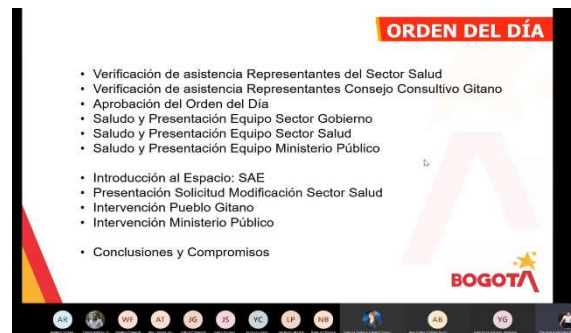 ORDEN DEL DÍA
• Verificación de asistencia Representantes del Sector Salud
• Verificación de asistencia Representantes Consejo Consultivo Gitano
• Aprobación del Orden del Día
• Saludo y Presentación Equipo Sector Gobierno
• Saludo y Presentación Equipo Sector Salud
• Saludo y Presentación Equipo Ministerio Público
• Introducción al Espacio: SAE
• Presentación Solicitud Modificación Sector Salud
• Intervención Pueblo Gitano
• Intervención Ministerio Público
• Conclusiones y Compromisos
BOGOTÁ
AR WF AT JG JS YC LP NB AB YG